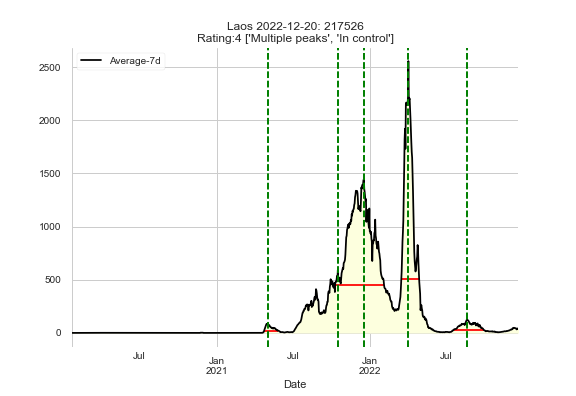 Laos 2022-12-20: 217526
Rating:4 ['Multiple peaks', 'In control']
Average-7d
2500
2000
1500
1000
500
0
Jul
Jan
2021
Jul
Jan
2022
Jul
Date